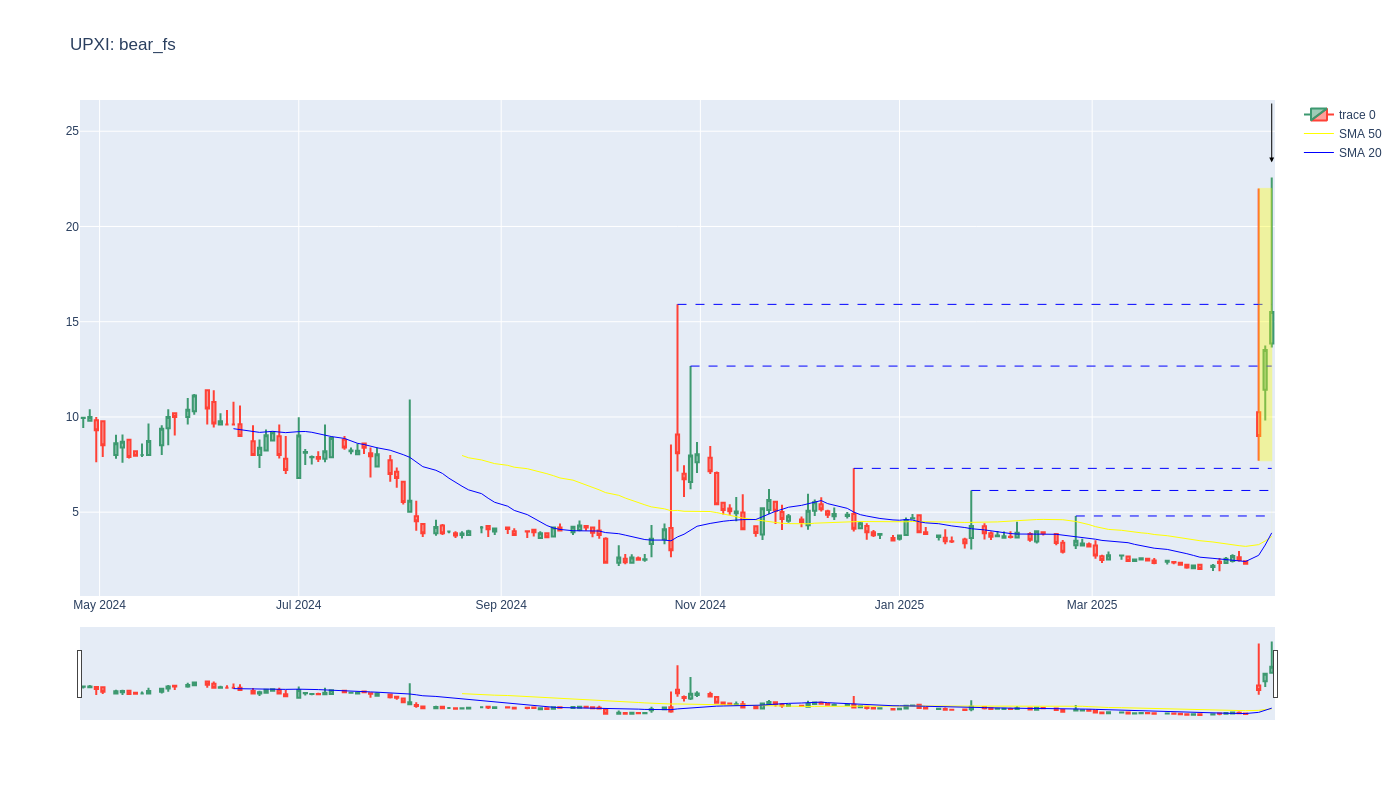 UPXI: bear_fs
trace 0
SMA 50
SMA 20
25
20
15
10
5
May 2024
Jul 2024
Sep 2024
Nov 2024
Jan 2025
Mar 2025